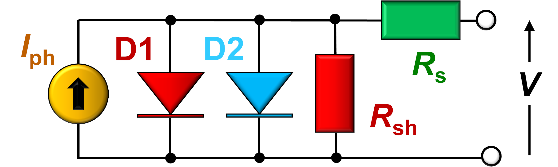 Iph D1 D2 Rsh Rs V